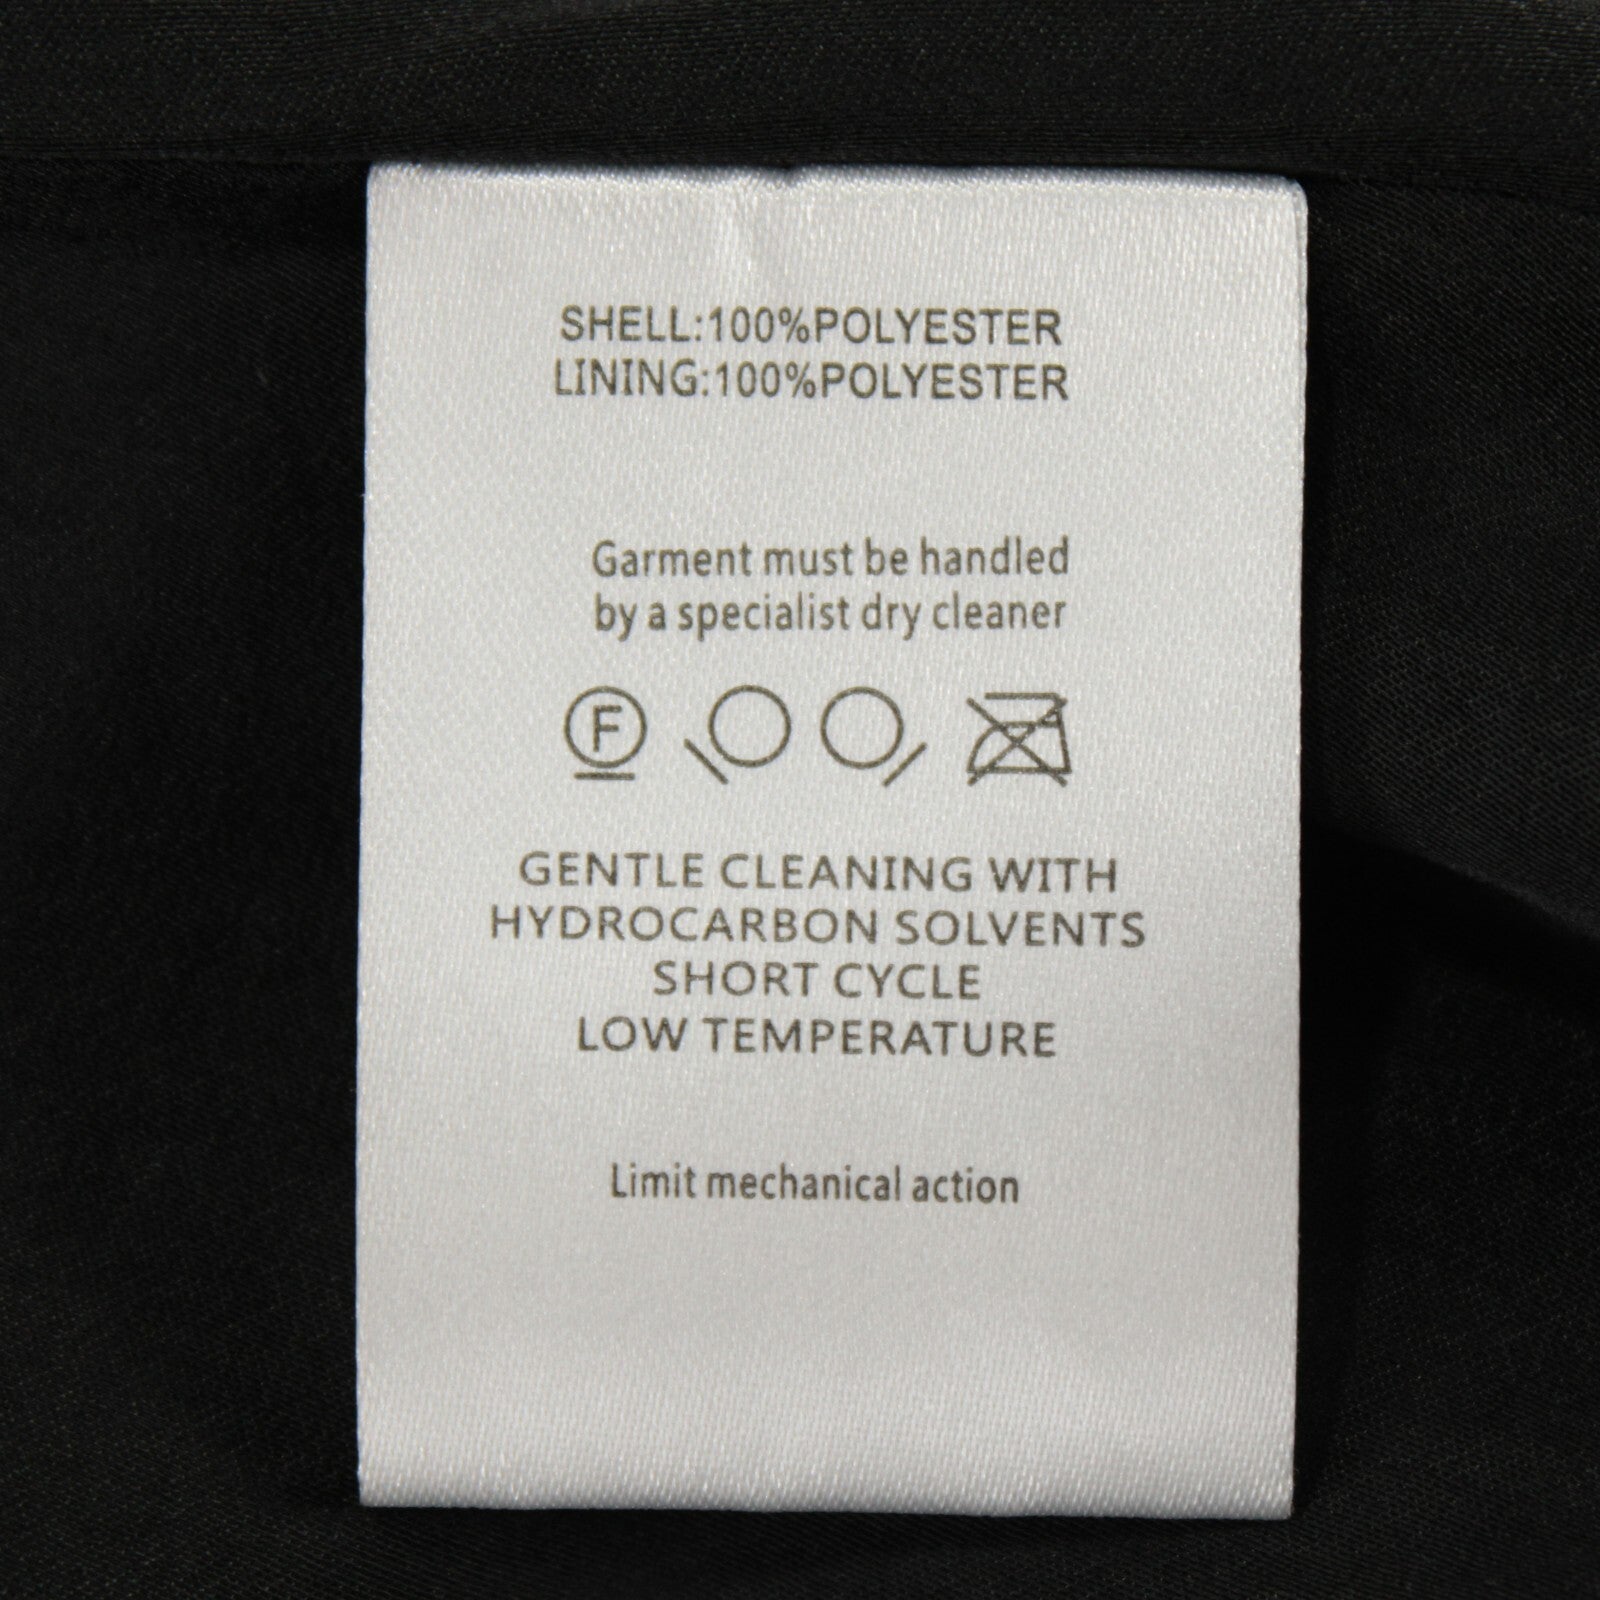 SHELL:100%POLYESTER
LINING:100%POLYESTER
Garment must be handled
by a specialist dry cleaner
F
GENTLE CLEANING WITH
HYDROCARBON SOLVENTS
SHORT CYCLE
LOW TEMPERATURE
Limit mechanical action